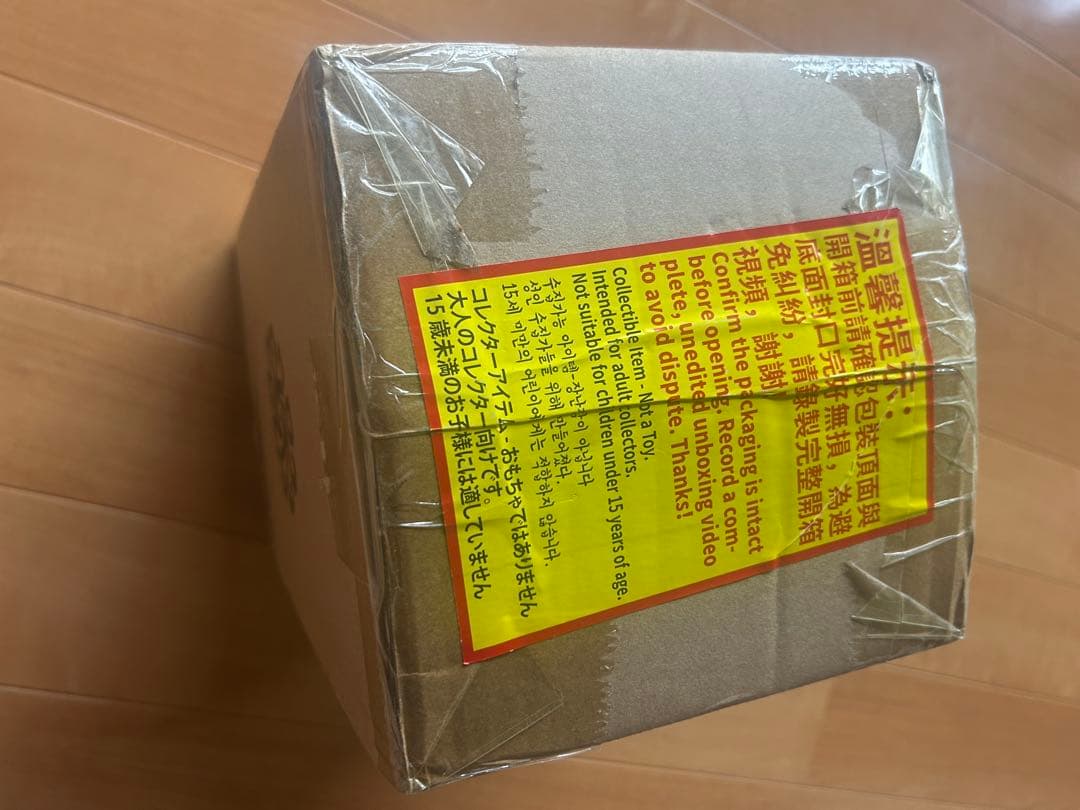 溫馨提示：
開箱前請確認包裝頂面與
底面封口完好無損，為避
免糾紛，請錄製完整開箱
視頻，謝謝
Confirm the packaging is intact
before opening. Record a com-
plete, unedited unboxing video
to avoid dispute. Thanks!
Collectible Item - Not a Toy.
Intended for adult collectors.
Not suitable for children under 15 years of age.
수집가능 아이템-장난감이 아닙니다
성인 수집가들을 위해 만들어졌다.
15세 미만의 어린이에게는 적합하지 않습니다.
コレクターアイテム - おもちゃではありません
大人のコレクター向けです。
15歳未満のお子様には適していません